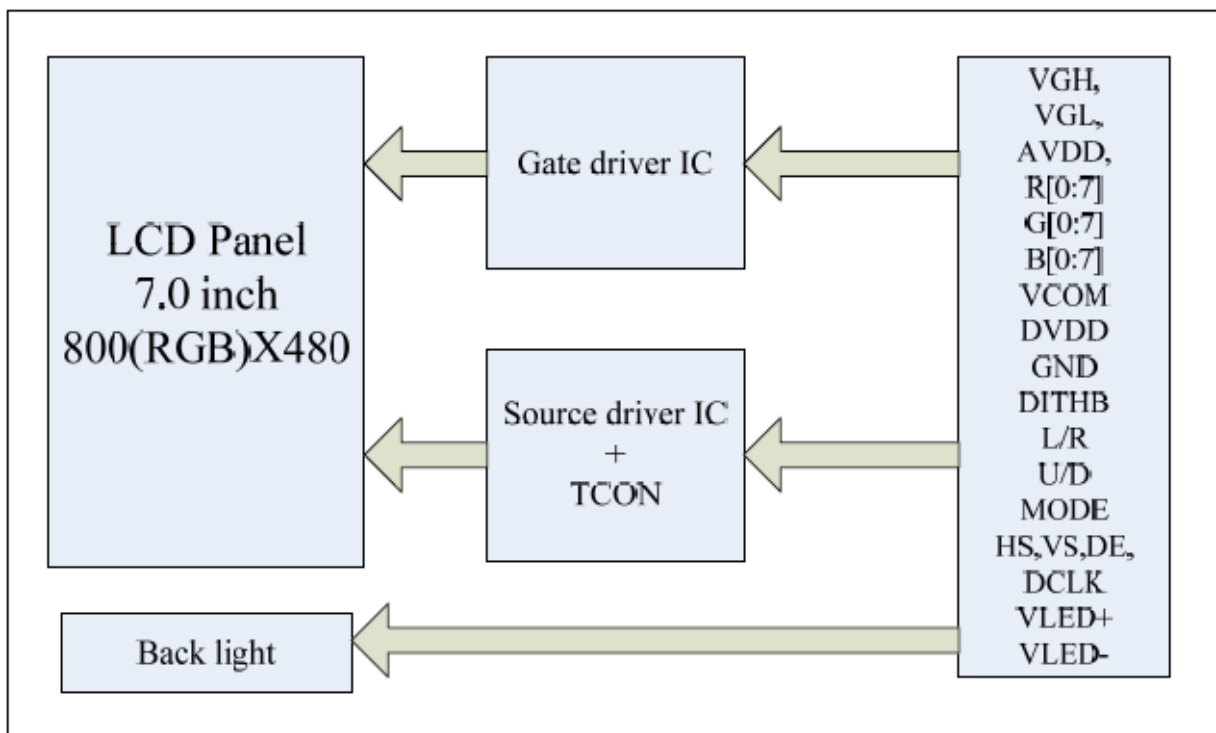 LCD Panel
7.0 inch
800(RGB)X480
Gate driver IC
Source driver IC
+
TCON
Back light
VGH,
VGL,
AVDD,
R[0:7]
G[0:7]
B[0:7]
VCOM
DVDD
GND
DITHB
L/R
U/D
MODE
HS,VS,DE,
DCLK
VLED+
VLED-